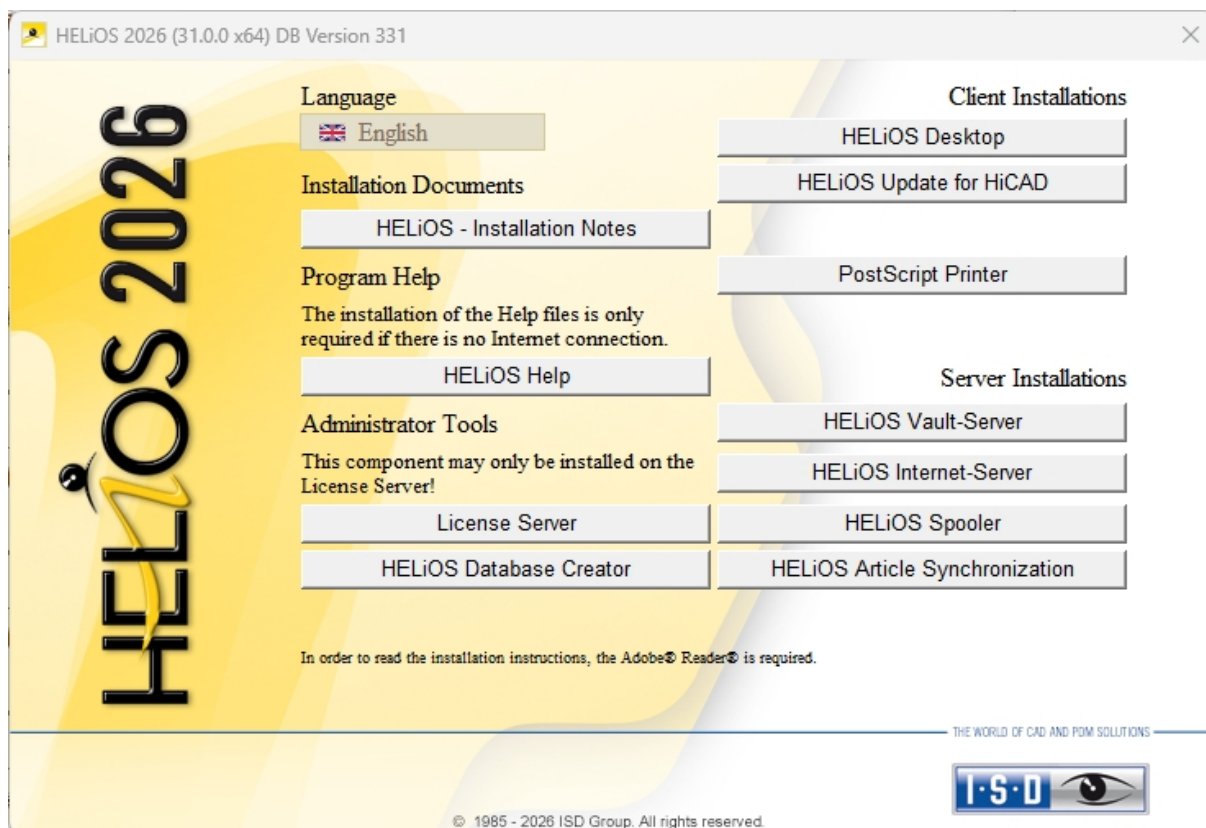 HELiOS 2026 (31.0.0 x64) DB Version 331
HELiOS 2026
Language
English
Installation Documents
HELiOS - Installation Notes
Program Help
The installation of the Help files is only
required if there is no Internet connection.
HELiOS Help
Administrator Tools
This component may only be installed on the
License Server!
License Server
HELiOS Database Creator
Client Installations
HELiOS Desktop
HELiOS Update for HiCAD
PostScript Printer
Server Installations
HELiOS Vault-Server
HELiOS Internet-Server
HELiOS Spooler
HELiOS Article Synchronization
In order to read the installation instructions, the Adobe® Reader® is required.
THE WORLD OF CAD AND PDM SOLUTIONS
I·S·D
© 1985 - 2026 ISD Group. All rights reserved.